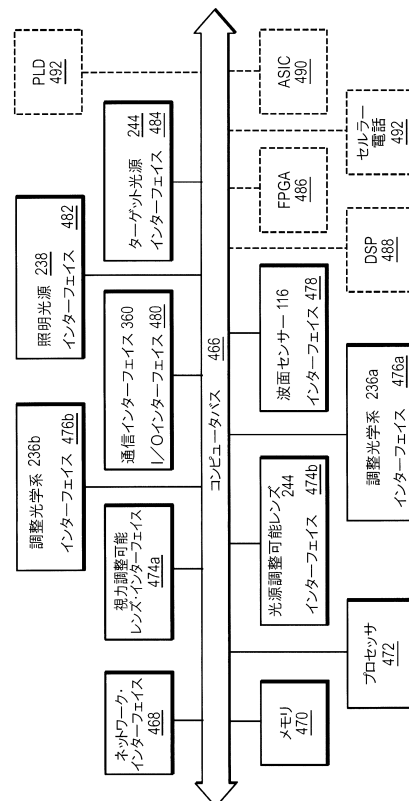 ネットワーク・
インターフェイス
468
視力調整可能
レンズ・インターフェイス
474a
調整光学系 236b
インターフェイス 476b
通信インターフェイス 360
I/Oインターフェイス 480
照明光源 238
インターフェイス 482
ターゲット光源 244
インターフェイス 484
PLD
492
コンピュータバス 466
メモリ
470
プロセッサ
472
光源調整可能レンズ 244
インターフェイス 474b
調整光学系 236a
インターフェイス 476a
波面センサー 116
インターフェイス 478
DSP
488
FPGA
486
セルラー
電話
492
ASIC
490